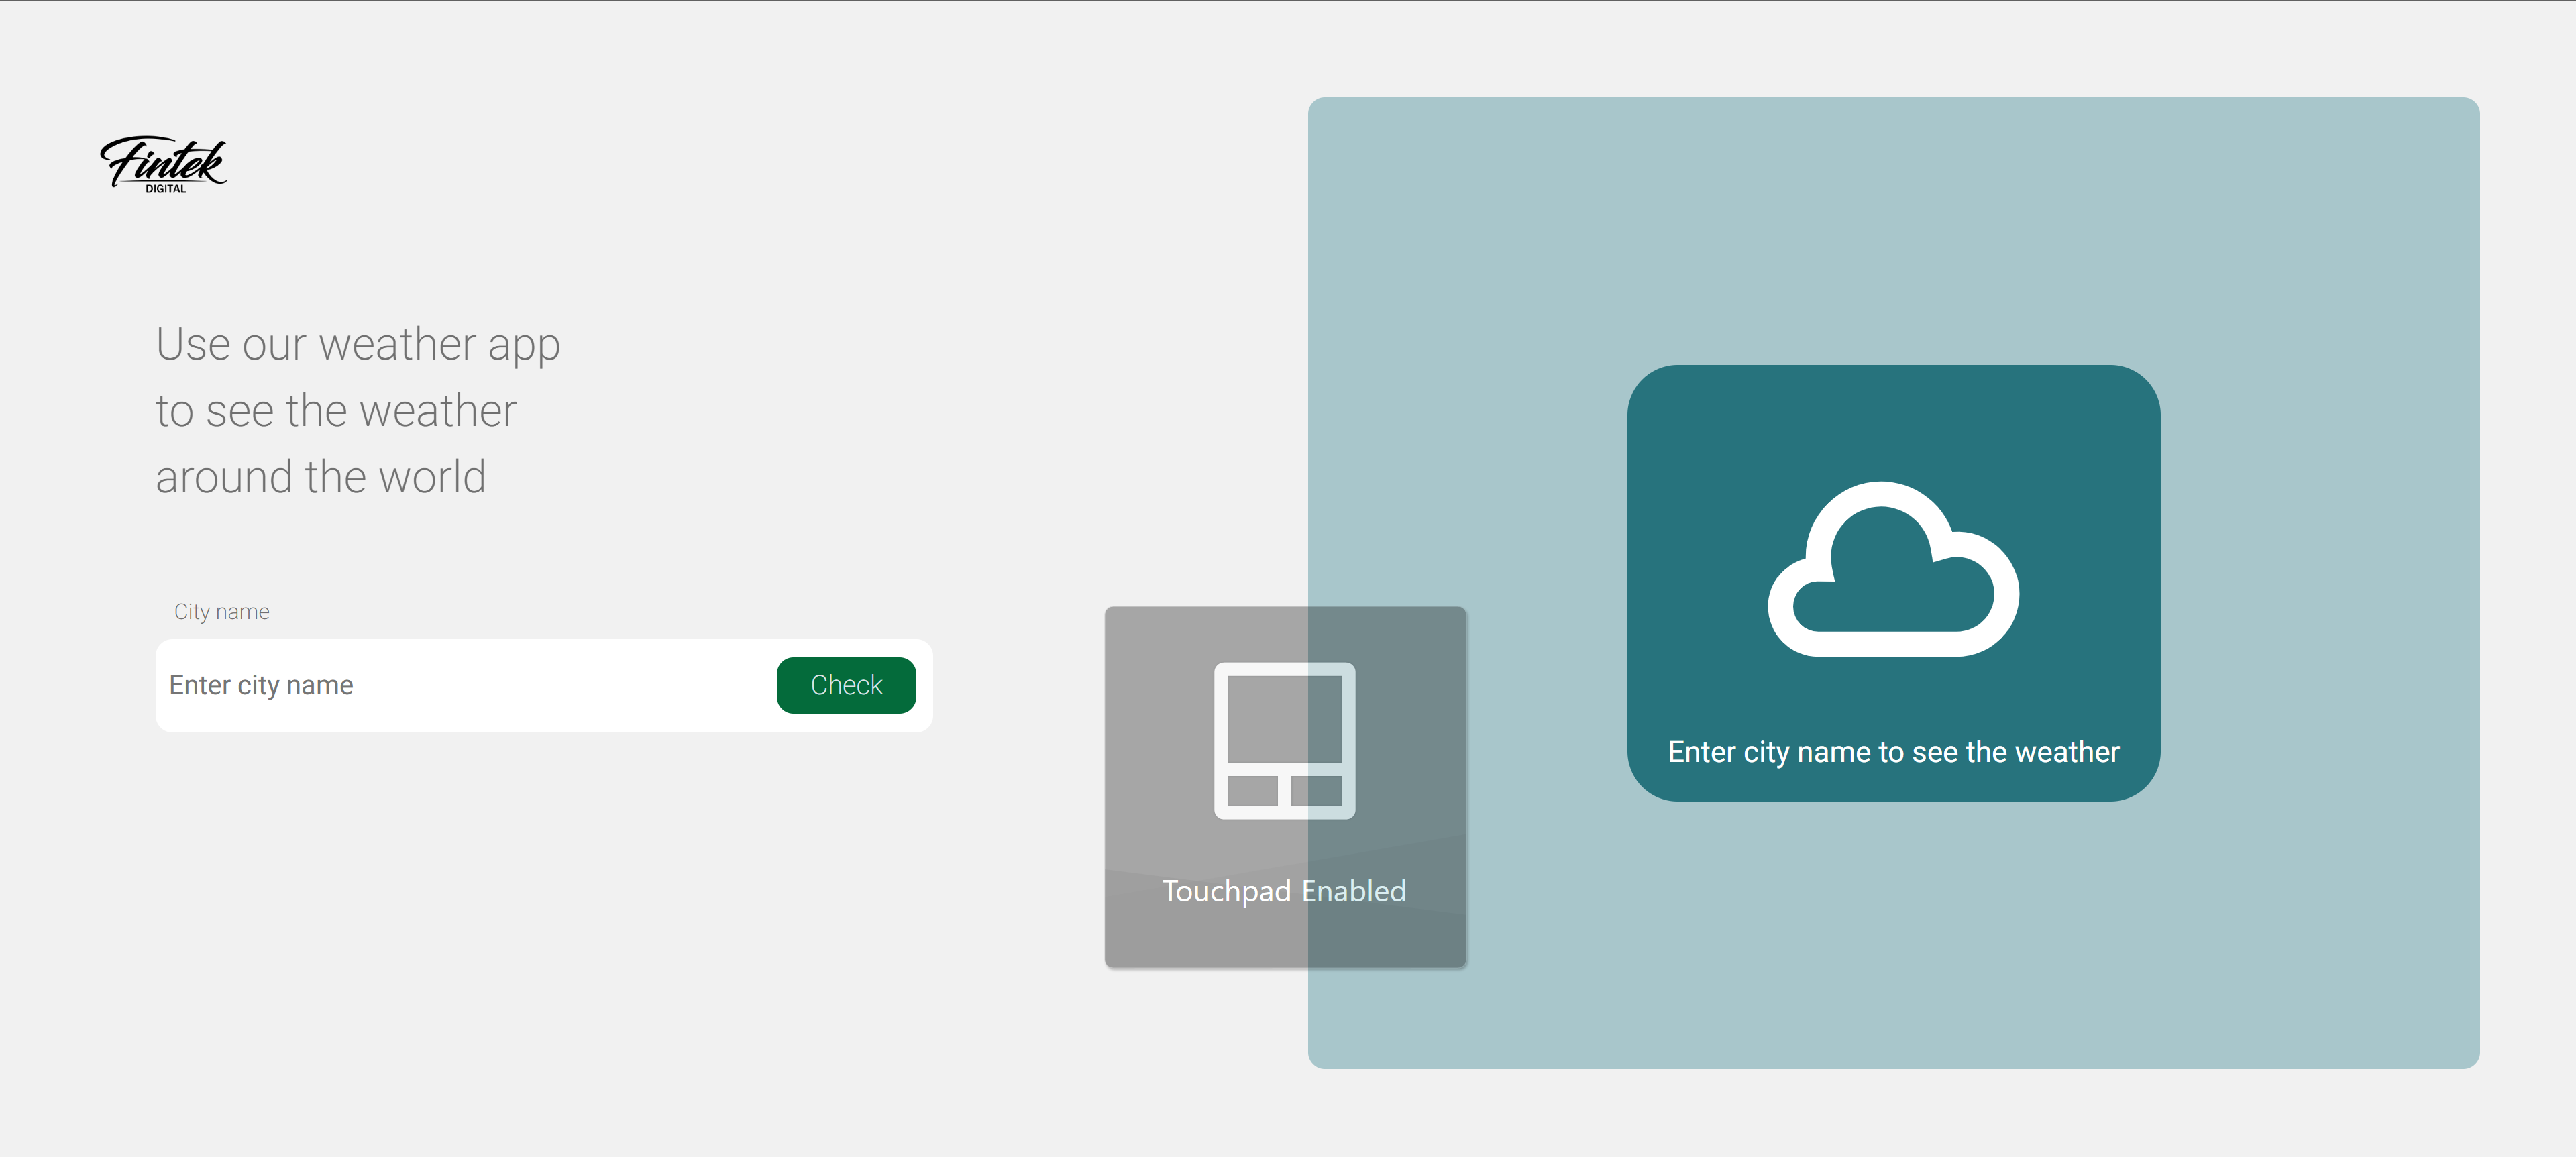 Fintek
DIGITAL
Use our weather app
to see the weather
around the world
City name
Enter city name
Check
Touchpad Enabled
Enter city name to see the weather